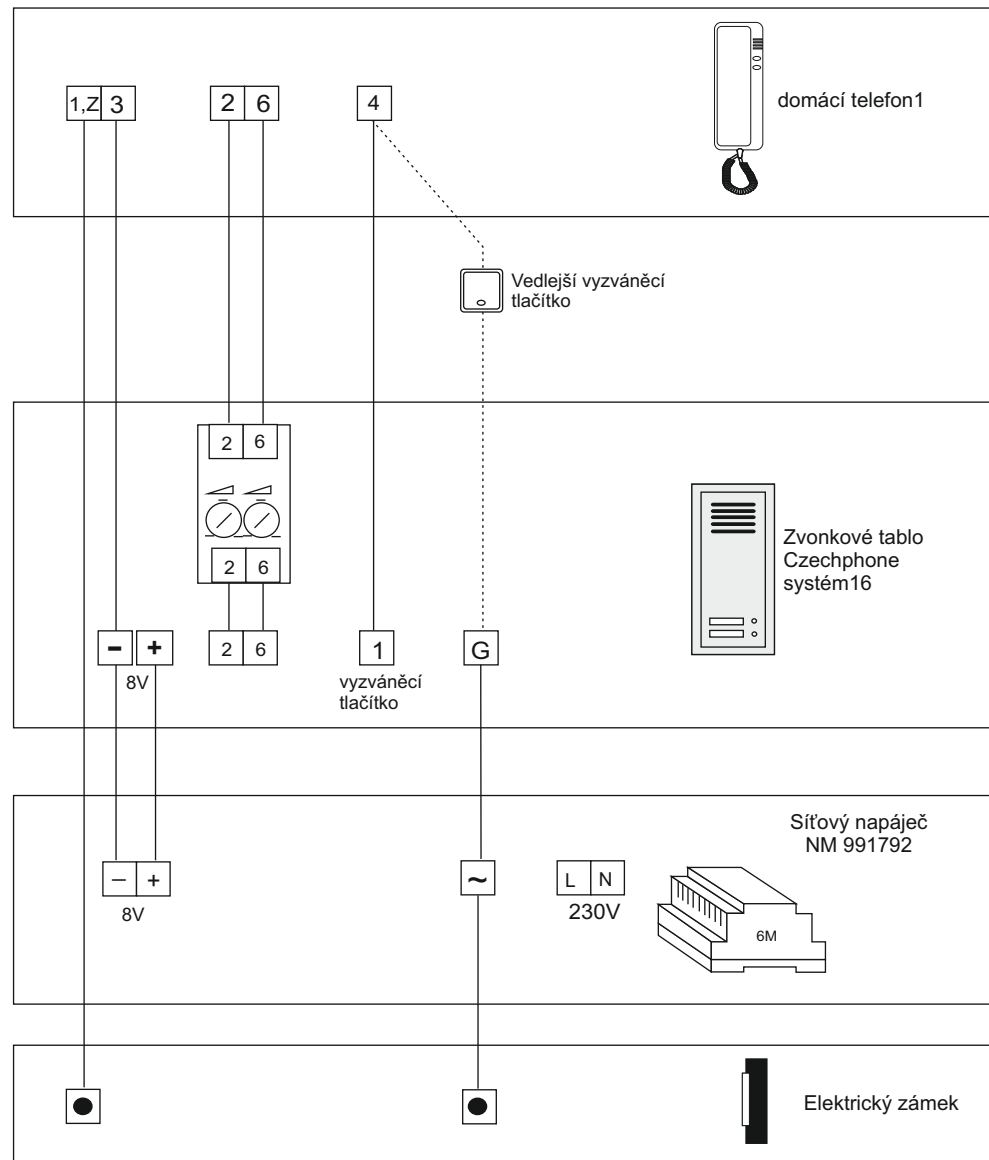 1,Z 3 2 6 4
domácí telefon1
Vedlejší vyzváněcí
tlačítko
2 6
2 6
Zvonkové tablo
Czechphone
systém16
- + 2 6 1 G
8V
vyzváněcí
tlačítko
Síťový napáječ
NM 991792
– + ~ L N
8V
230V
6M
Elektrický zámek